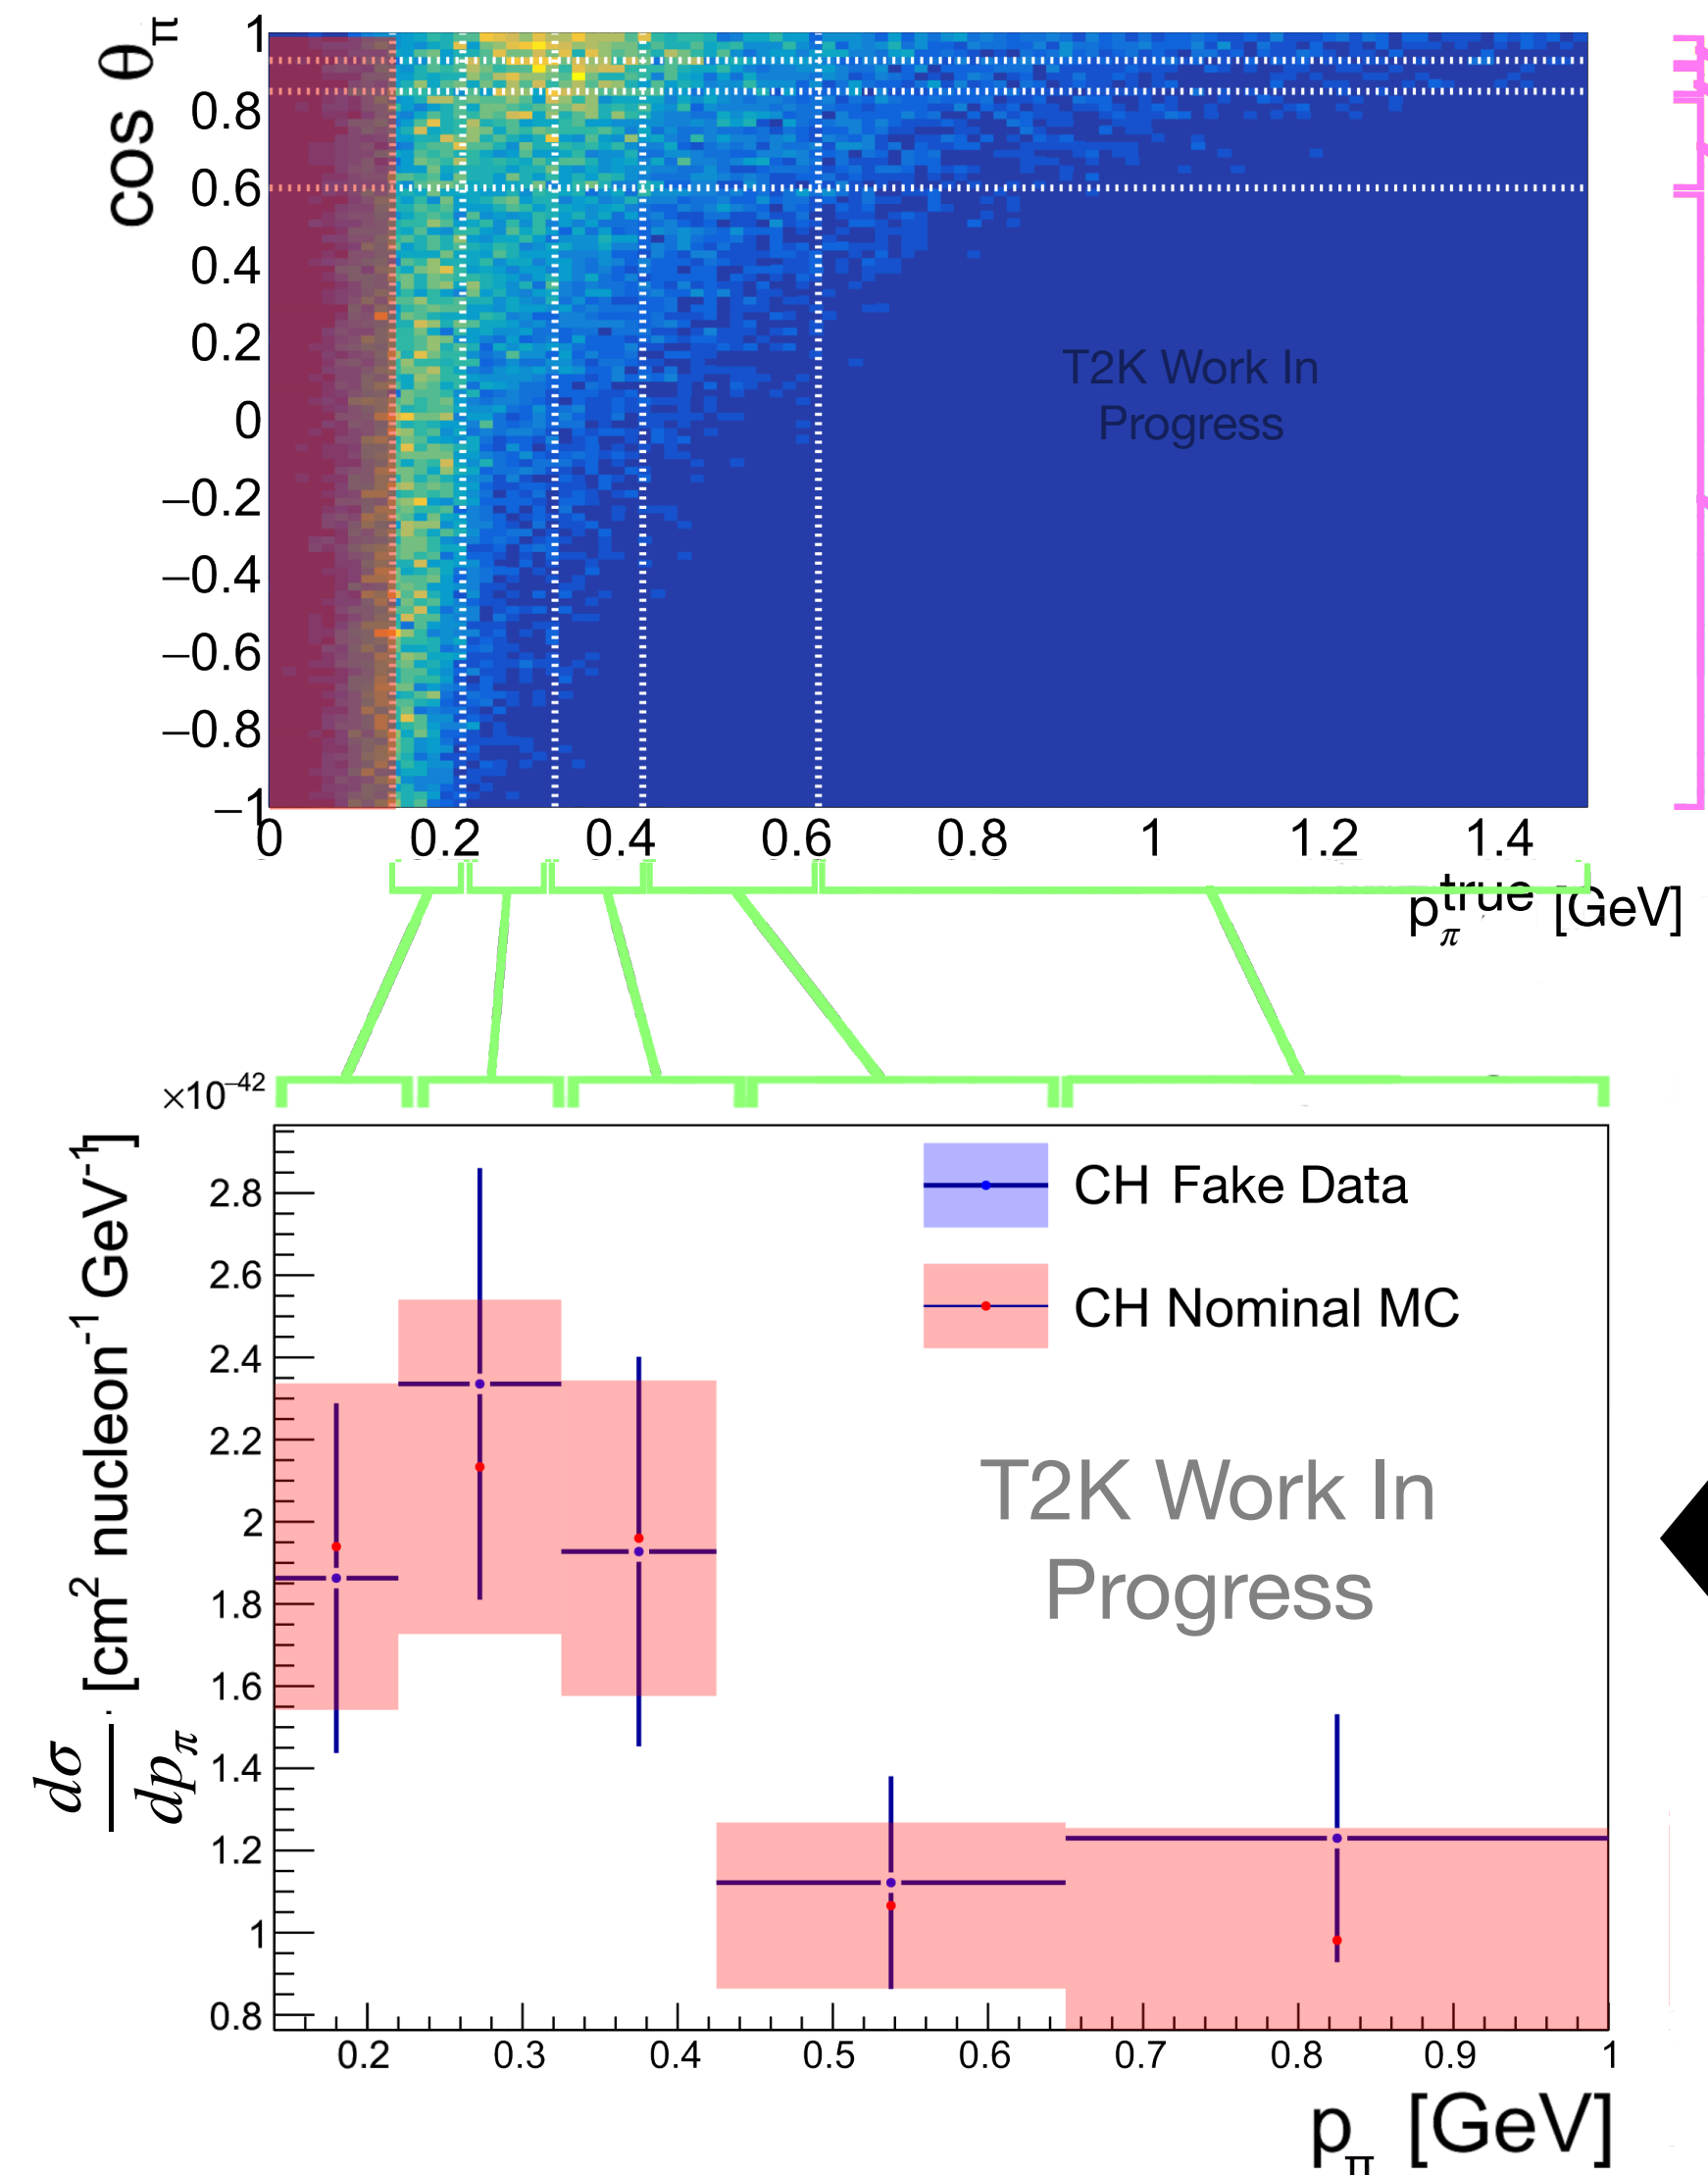 cos θπ
1
0.8
0.6
0.4
0.2
0
−0.2
−0.4
−0.6
−0.8
−1
T2K Work In
Progress
0 0.2 0.4 0.6 0.8 1 1.2 1.4
pπtrue [GeV]
×10−42
dσ/dpπ [cm2 nucleon-1 GeV-1]
CH Fake Data
CH Nominal MC
T2K Work In
Progress
2.8
2.6
2.4
2.2
2
1.8
1.6
1.4
1.2
1
0.8
0.2 0.3 0.4 0.5 0.6 0.7 0.8 0.9 1
pπ [GeV]